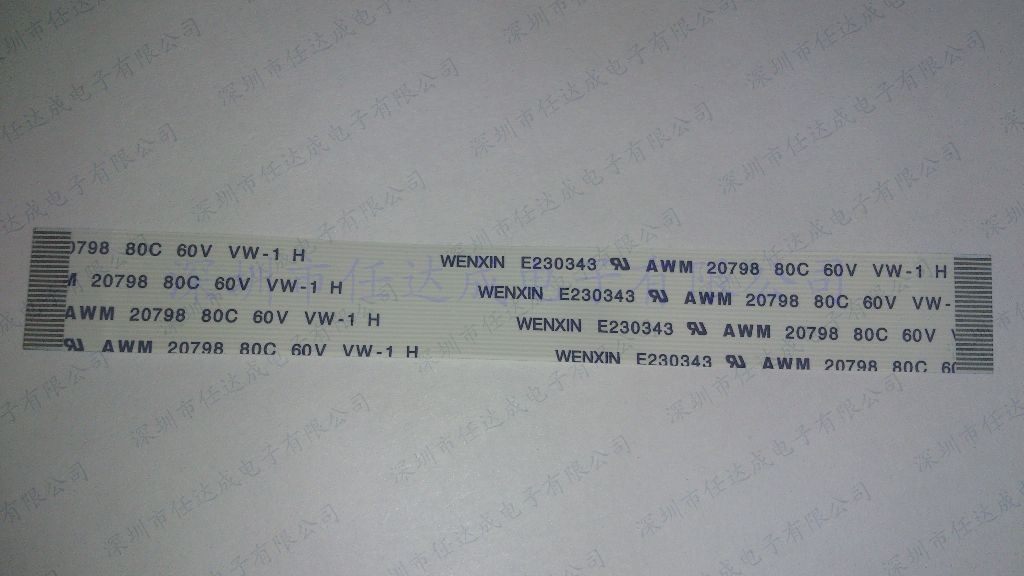 0798 80C 60V VW-1 H WENXIN E230343 AWM 20798 80C 60V VW-1 H
20798 80C 60V VW-1 H WENXIN E230343 AWM 20798 80C 60V VW-
AWM 20798 80C 60V VW-1 H WENXIN E230343 AWM 20798 80C 60V
AWM 20798 80C 60V VW-1 H WENXIN E230343 AWM 20798 80C 60
深圳市任达成电子有限公司